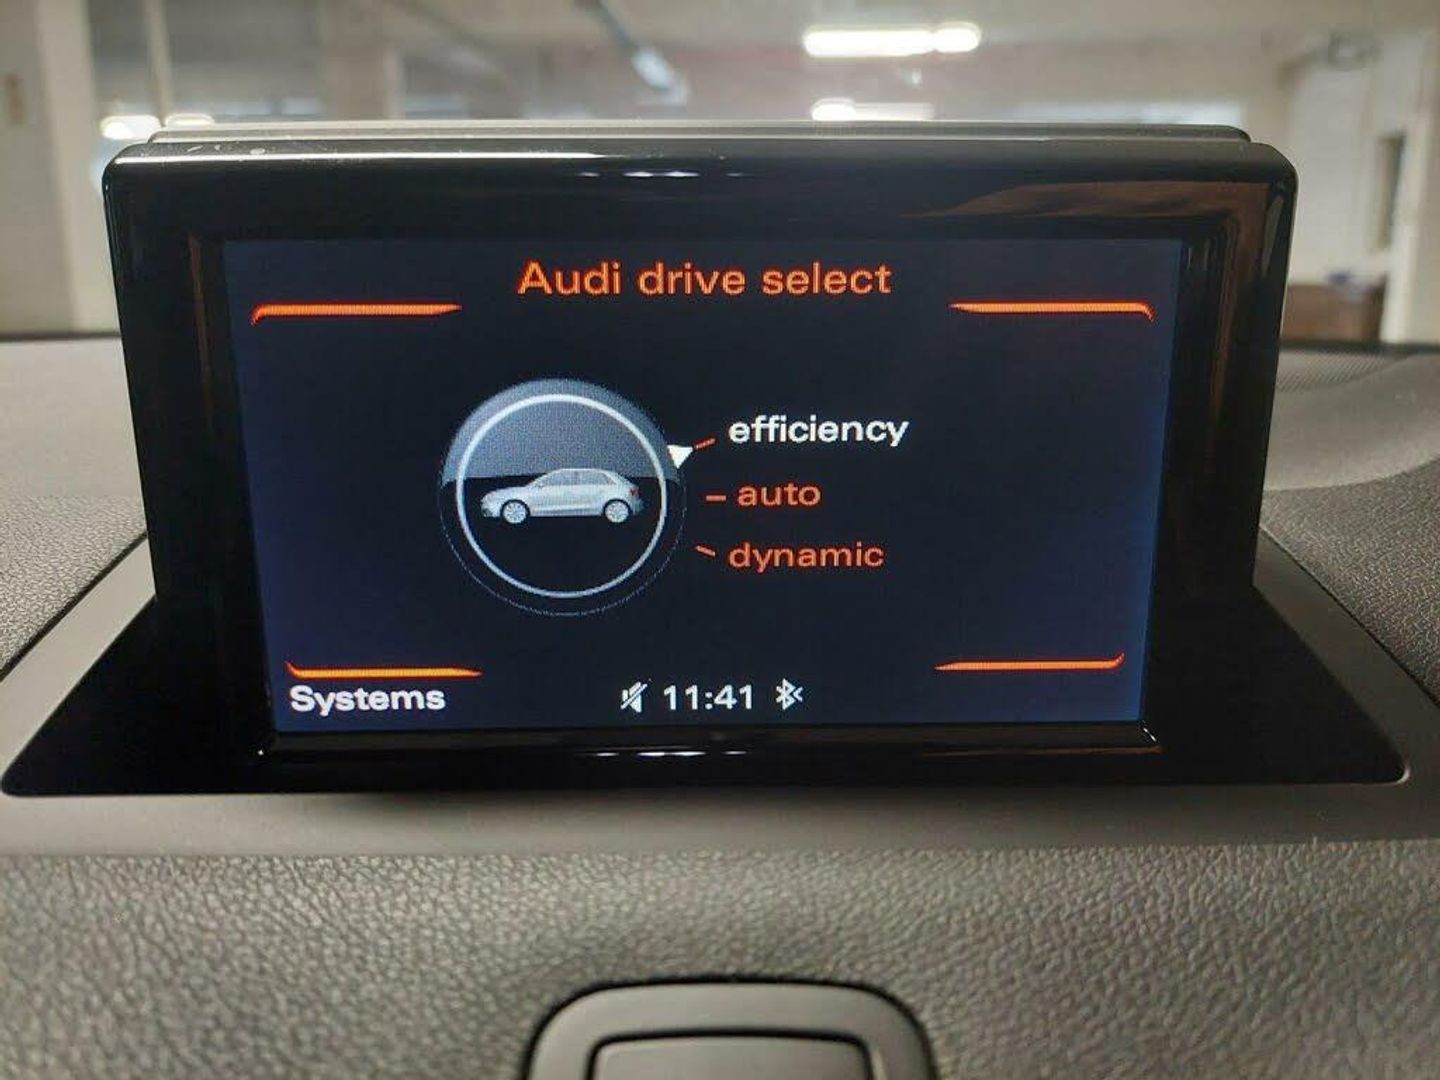 Audi drive select
efficiency
auto
dynamic
Systems
11:41